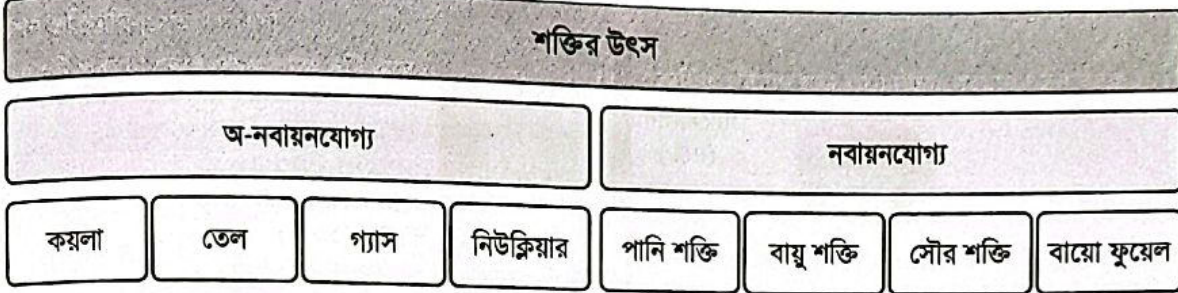 শক্তির উৎস
অ-নবায়নযোগ্য
নবায়নযোগ্য
কয়লা
তেল
গ্যাস
নিউক্লিয়ার
পানি শক্তি
বায়ু শক্তি
সৌর শক্তি
বায়ো ফুয়েল